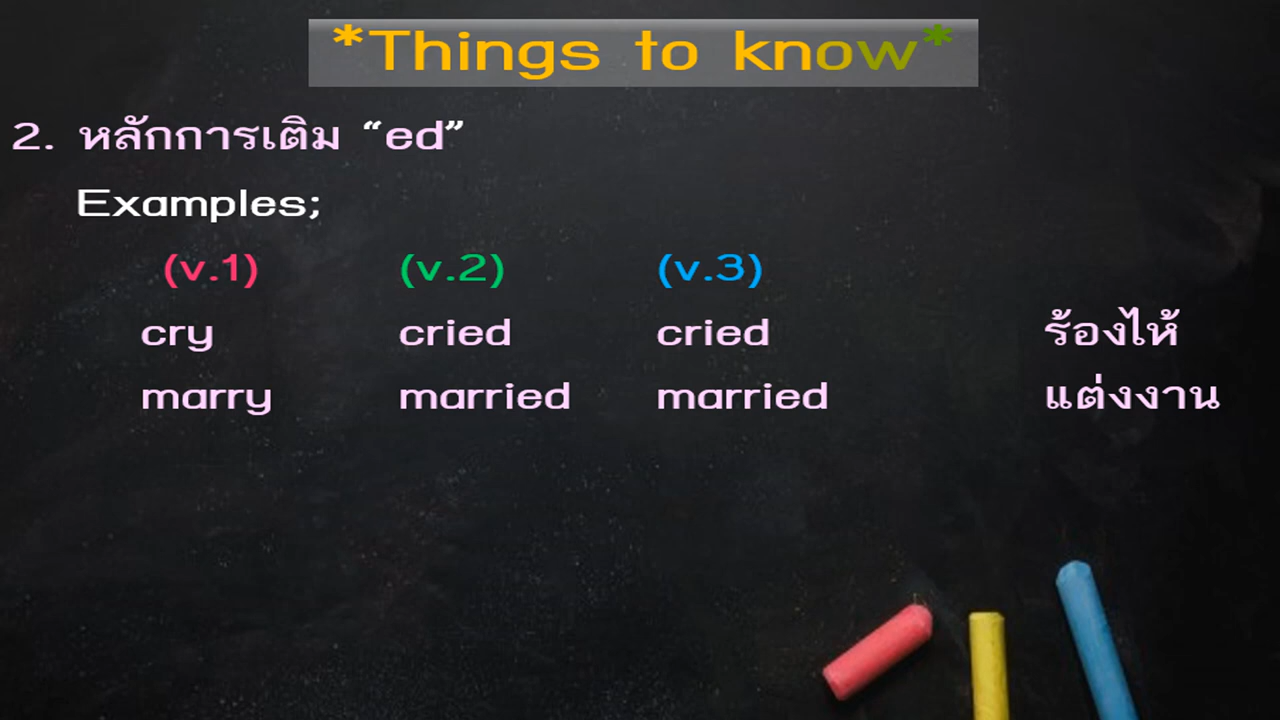 *Things to know*
2. หลักการเติม “ed”
Examples;
(v.1) (v.2) (v.3)
cry cried cried ร้องไห้
marry married married แต่งงาน